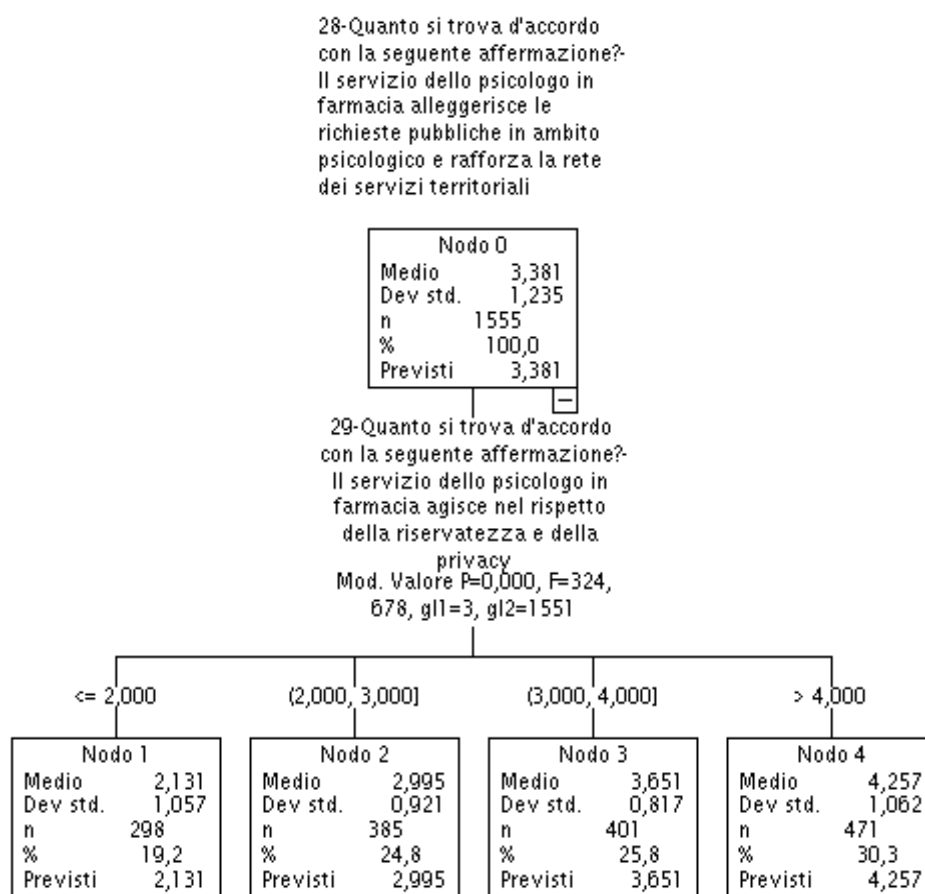 28-Quanto si trova d'accordo
con la seguente affermazione?-
Il servizio dello psicologo in
farmacia alleggerisce le
richieste pubbliche in ambito
psicologico e rafforza la rete
dei servizi territoriali
Nodo 0
Medio 3,381
Dev std. 1,235
n 1555
% 100,0
Previsti 3,381
29-Quanto si trova d'accordo
con la seguente affermazione?-
Il servizio dello psicologo in
farmacia agisce nel rispetto
della riservatezza e della
privacy
Mod. Valore P=0,000, F=324,
678, gl1=3, gl2=1551
<= 2,000 (2,000, 3,000] (3,000, 4,000] > 4,000
Nodo 1
Medio 2,131
Dev std. 1,057
n 298
% 19,2
Previsti 2,131
Nodo 2
Medio 2,995
Dev std. 0,921
n 385
% 24,8
Previsti 2,995
Nodo 3
Medio 3,651
Dev std. 0,817
n 401
% 25,8
Previsti 3,651
Nodo 4
Medio 4,257
Dev std. 1,062
n 471
% 30,3
Previsti 4,257